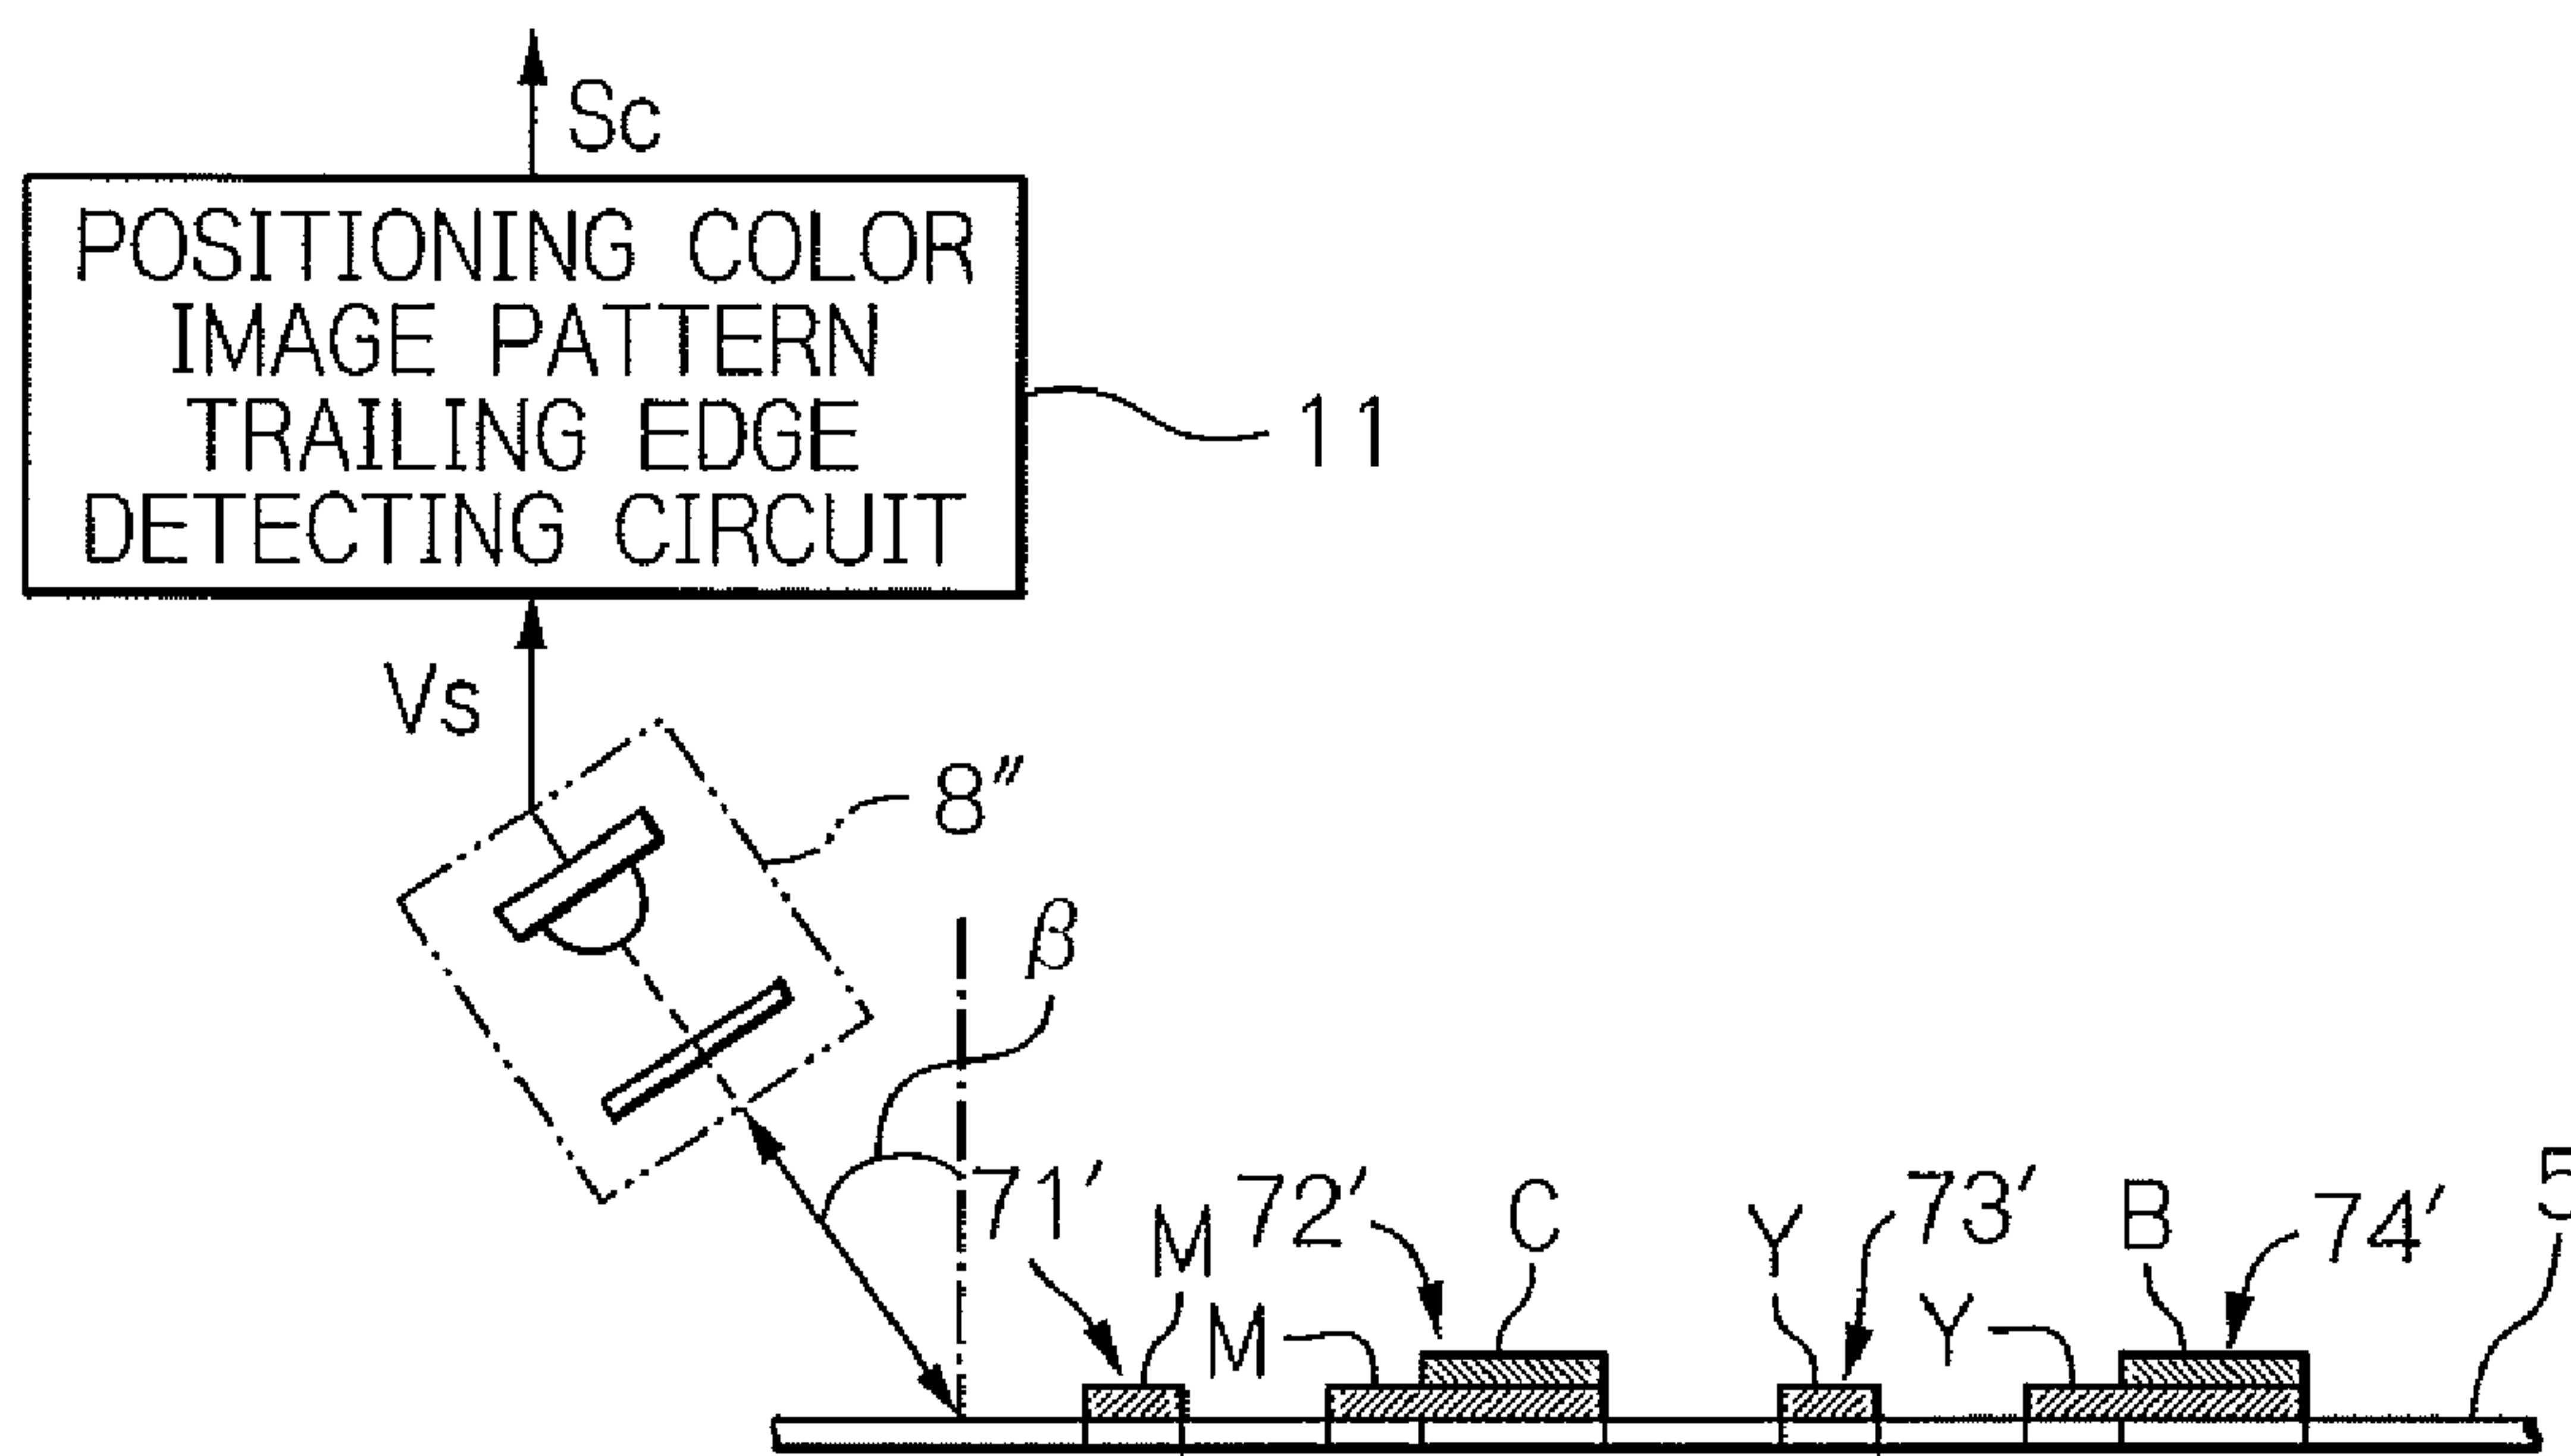 Sc
POSITIONING COLOR
IMAGE PATTERN
TRAILING EDGE
DETECTING CIRCUIT
11
Vs
8″
β
71′
M
72′
C
Y
73′
B
74′
5
M
Y